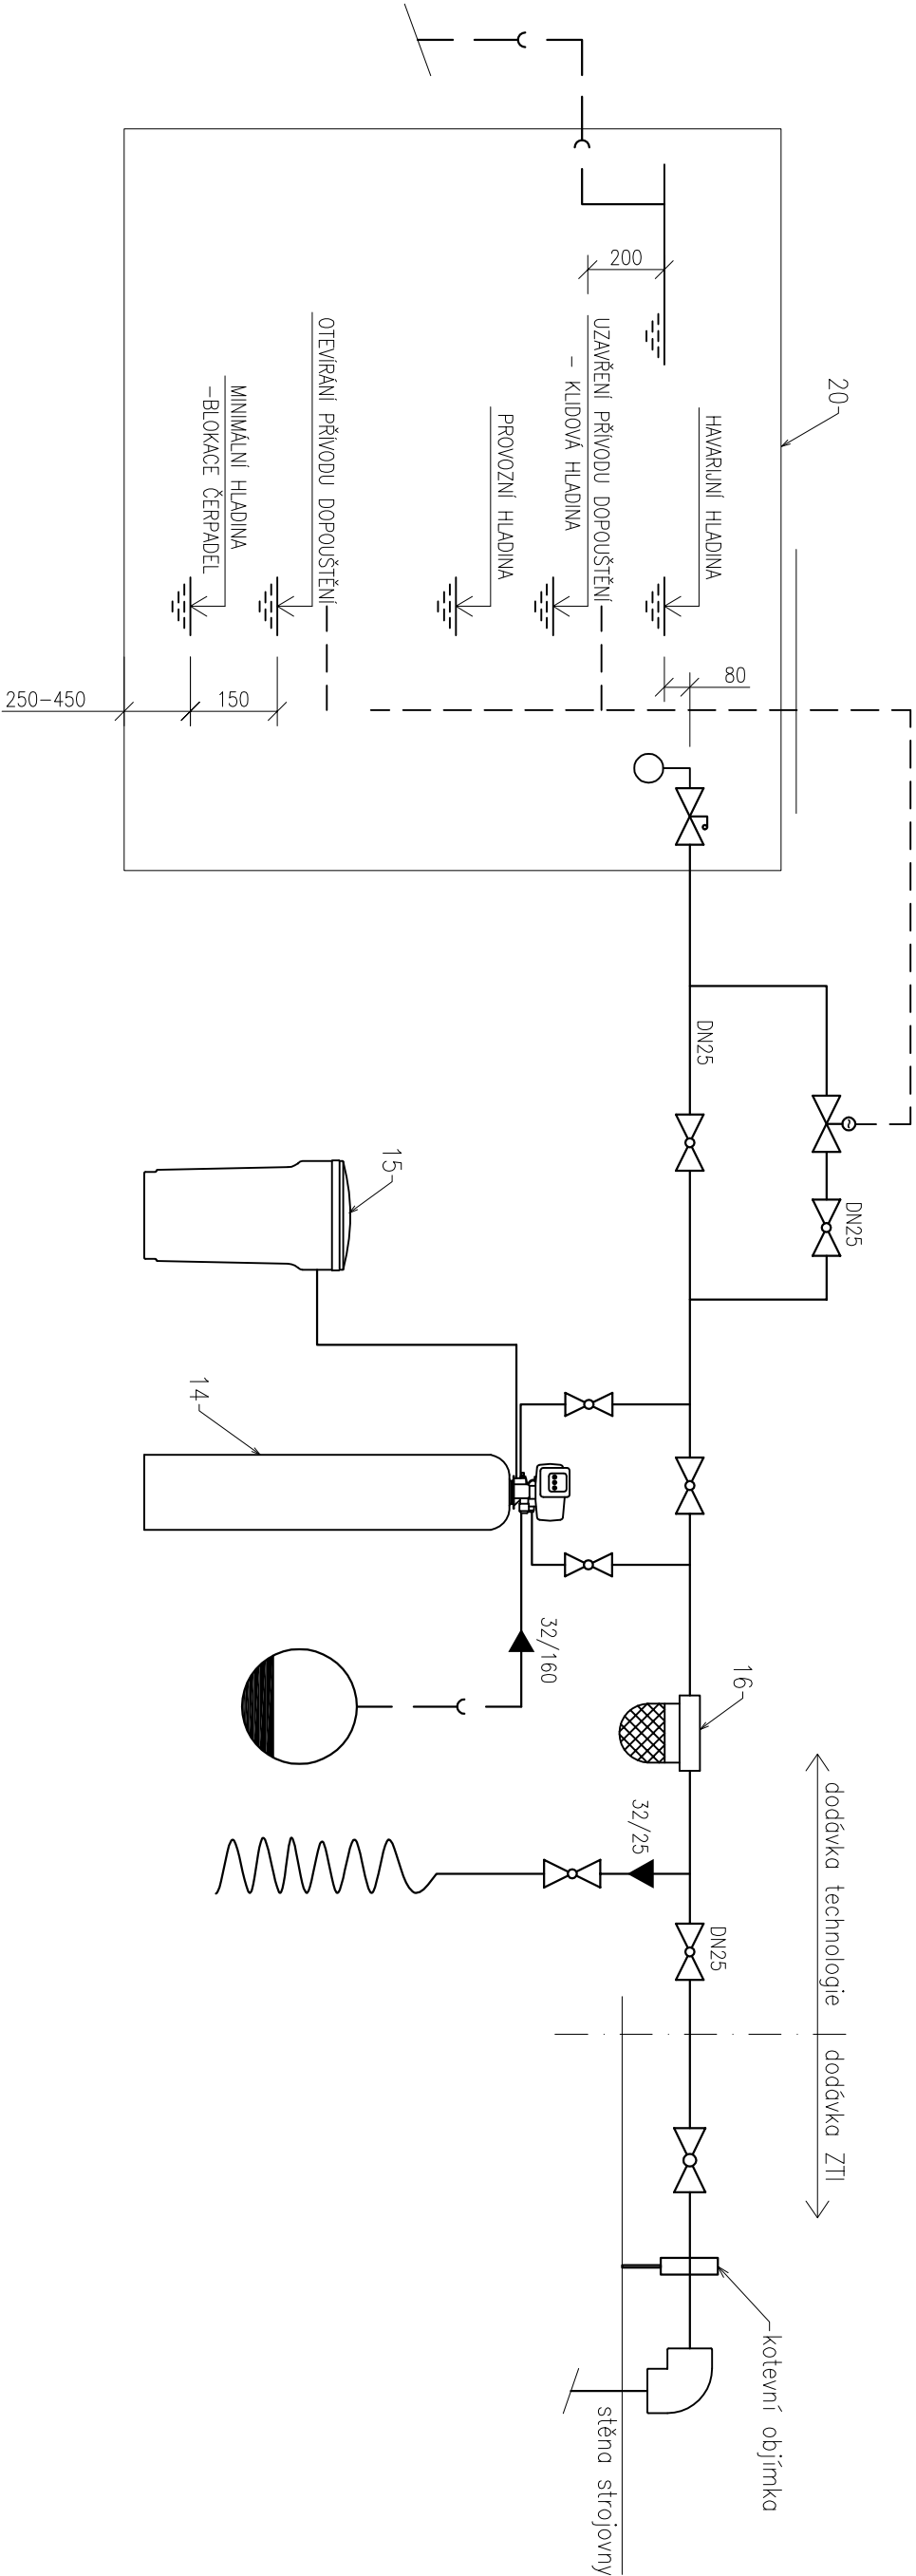 20
200
HAVARIJNÍ HLADINA
UZAVŘENÍ PŘÍVODU DOPOUŠTĚNÍ
- KLIDOVÁ HLADINA
PROVOZNÍ HLADINA
OTEVÍRÁNÍ PŘÍVODU DOPOUŠTĚNÍ
MINIMÁLNÍ HLADINA
-BLOKACE ČERPADEL
80
150
250-450
DN25
DN25
15
14
32/160
16
32/25
DN25
dodávka technologie
dodávka ZTI
kotevní objímka
stěna strojovny